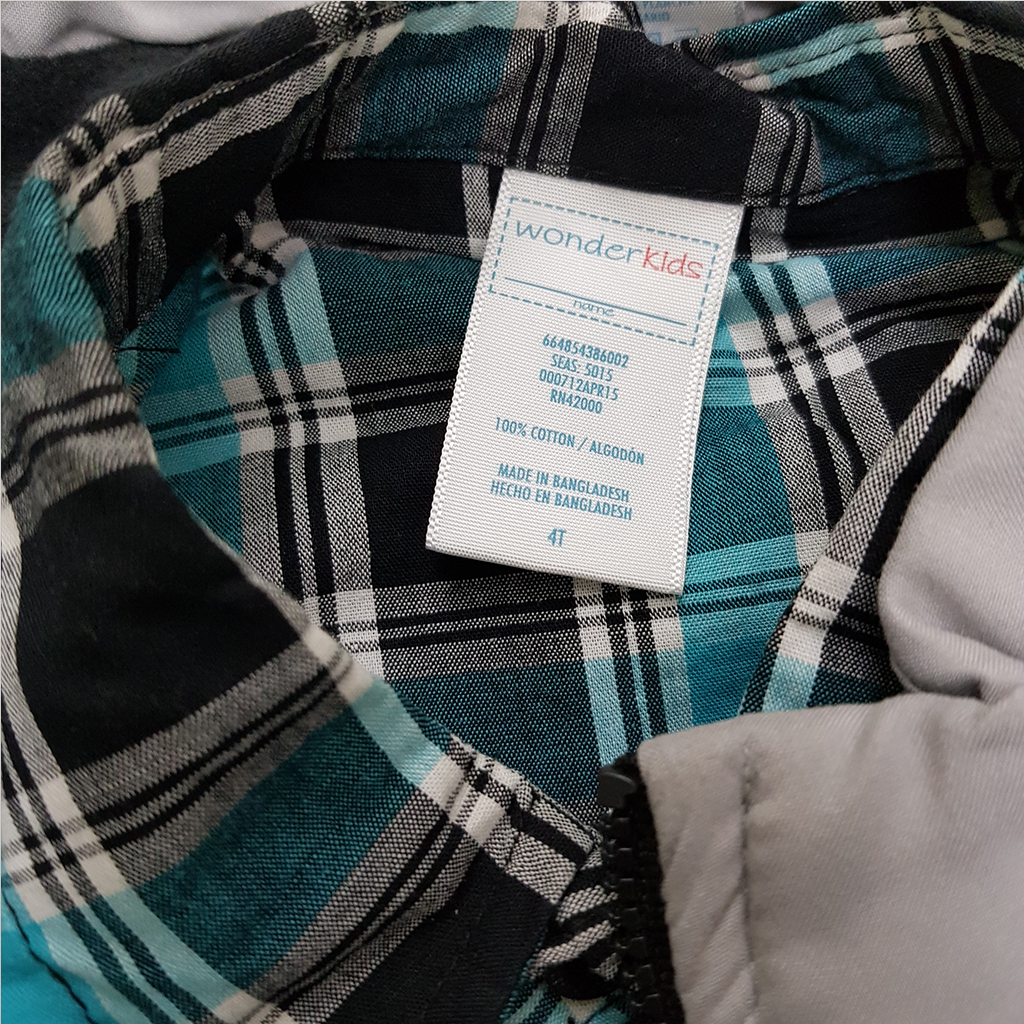 wonderkids
name
664854386002
SEAS: 5015
000712APR15
RN42000
100% COTTON / ALGODÓN
MADE IN BANGLADESH
HECHO EN BANGLADESH
4T